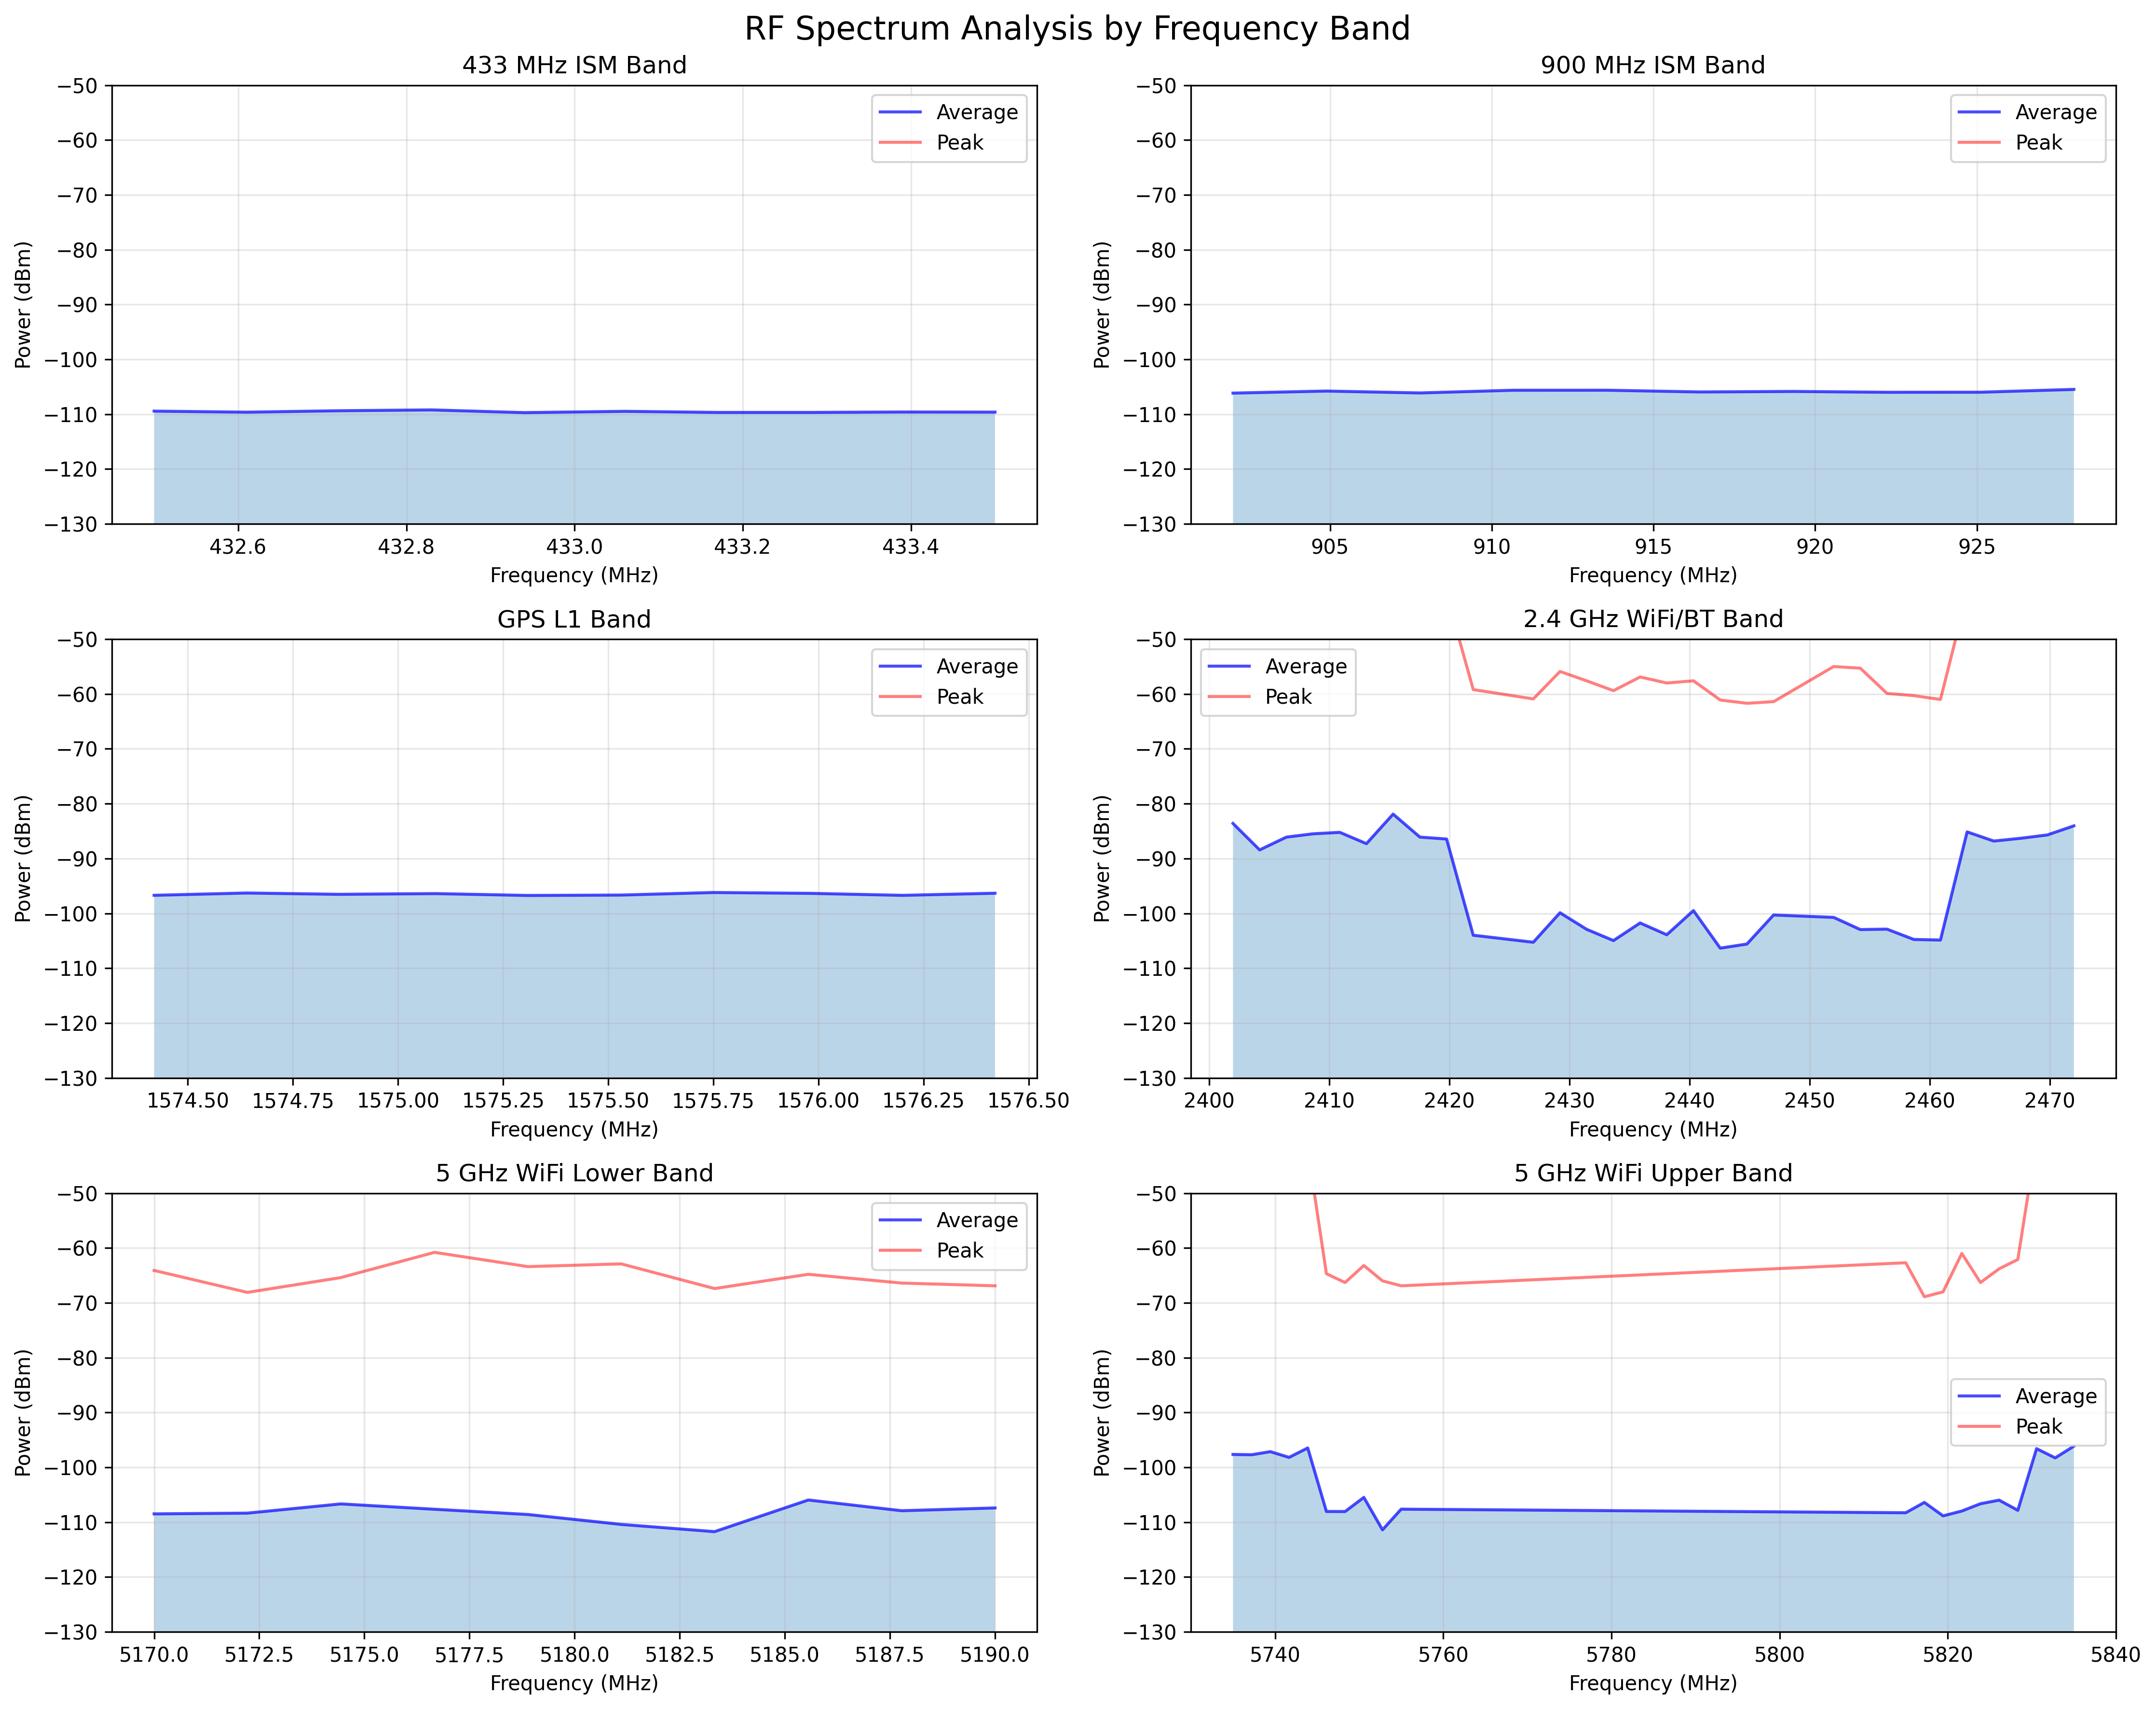 RF Spectrum Analysis by Frequency Band
433 MHz ISM Band
Power (dBm)
−50
−60
−70
−80
−90
−100
−110
−120
−130
Average
Peak
432.6 432.8 433.0 433.2 433.4
Frequency (MHz)
900 MHz ISM Band
Power (dBm)
−50
−60
−70
−80
−90
−100
−110
−120
−130
Average
Peak
905 910 915 920 925
Frequency (MHz)
GPS L1 Band
Power (dBm)
−50
−60
−70
−80
−90
−100
−110
−120
−130
Average
Peak
1574.50 1574.75 1575.00 1575.25 1575.50 1575.75 1576.00 1576.25 1576.50
Frequency (MHz)
2.4 GHz WiFi/BT Band
Power (dBm)
−50
−60
−70
−80
−90
−100
−110
−120
−130
Average
Peak
2400 2410 2420 2430 2440 2450 2460 2470
Frequency (MHz)
5 GHz WiFi Lower Band
Power (dBm)
−50
−60
−70
−80
−90
−100
−110
−120
−130
Average
Peak
5170.0 5172.5 5175.0 5177.5 5180.0 5182.5 5185.0 5187.5 5190.0
Frequency (MHz)
5 GHz WiFi Upper Band
Power (dBm)
−50
−60
−70
−80
−90
−100
−110
−120
−130
Average
Peak
5740 5760 5780 5800 5820 5840
Frequency (MHz)